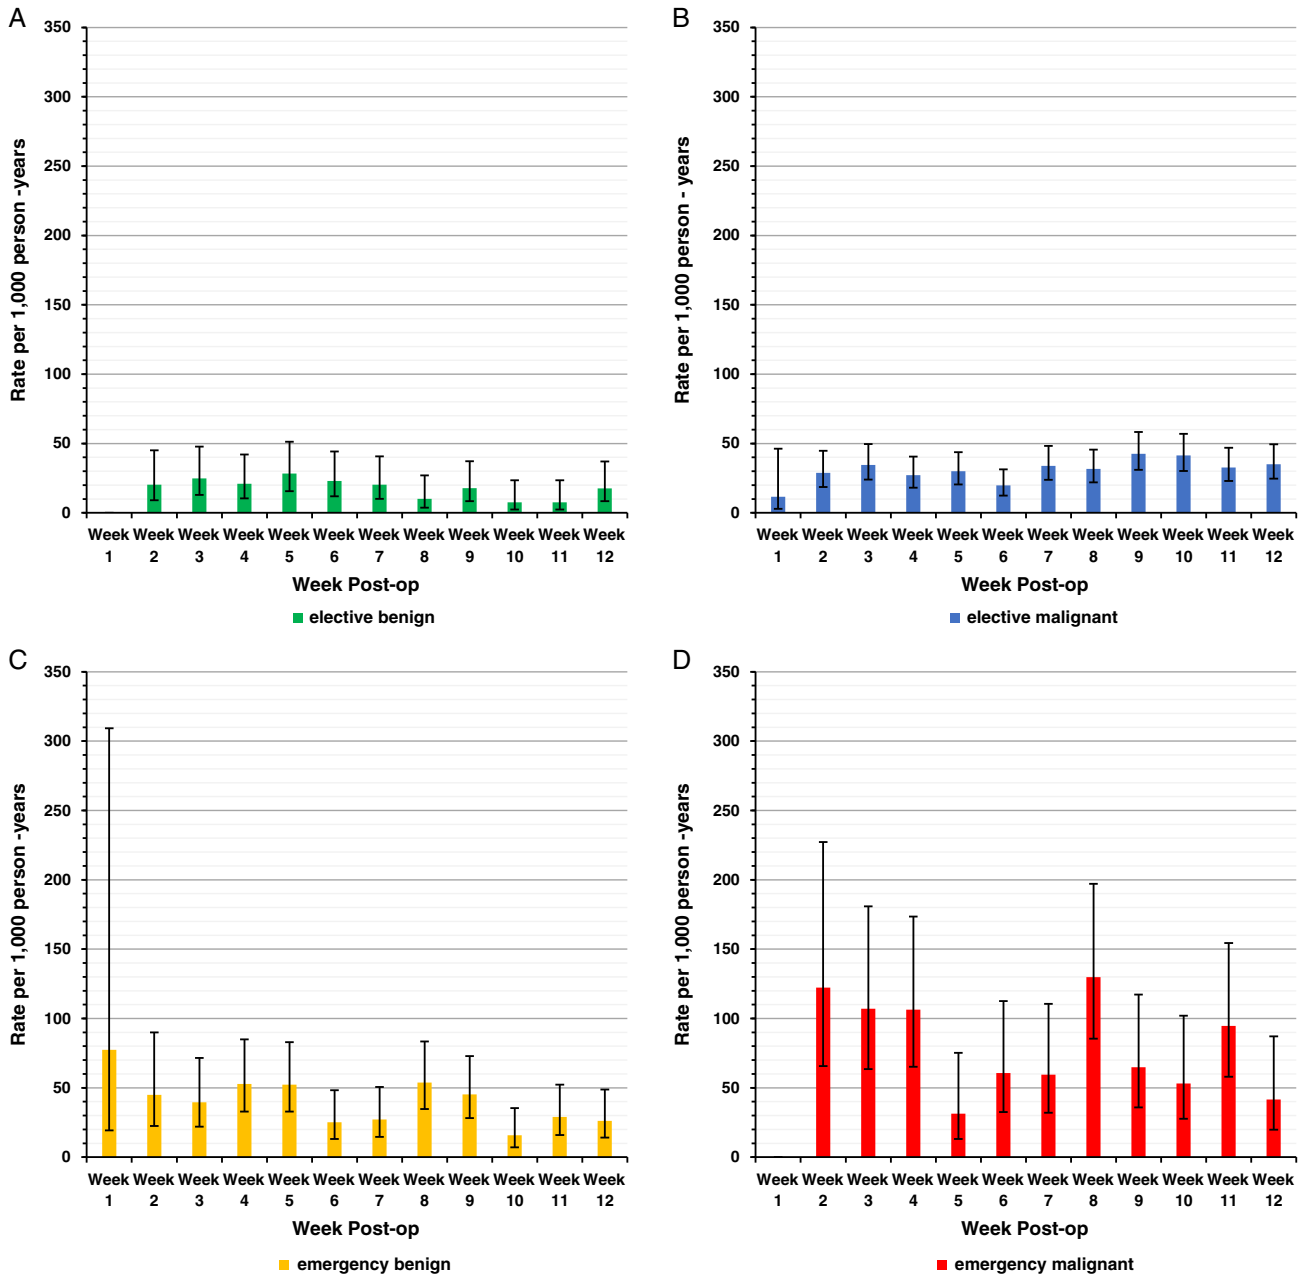 A
350
300
250
200
150
100
50
0
Rate per 1,000 person -years
Week Week Week Week Week Week Week Week Week Week Week Week
1 2 3 4 5 6 7 8 9 10 11 12
Week Post-op
elective benign
B
350
300
250
200
150
100
50
0
Rate per 1,000 person - years
Week Week Week Week Week Week Week Week Week Week Week Week
1 2 3 4 5 6 7 8 9 10 11 12
Week Post-op
elective malignant
C
350
300
250
200
150
100
50
0
Rate per 1,000 person -years
Week Week Week Week Week Week Week Week Week Week Week Week
1 2 3 4 5 6 7 8 9 10 11 12
Week Post-op
emergency benign
D
350
300
250
200
150
100
50
0
Rate per 1,000 person -years
Week Week Week Week Week Week Week Week Week Week Week Week
1 2 3 4 5 6 7 8 9 10 11 12
Week Post-op
emergency malignant